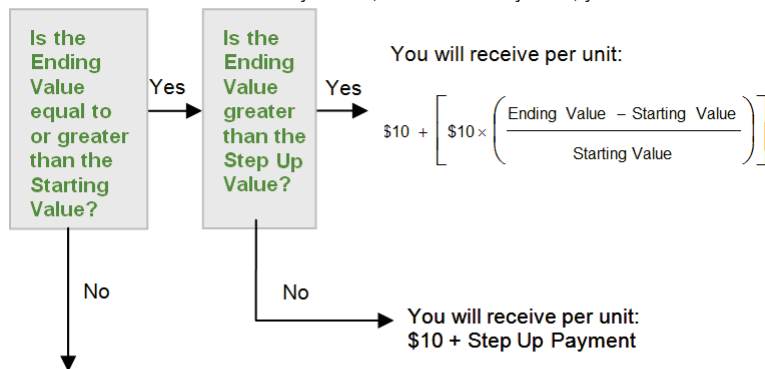 Is the
Ending
Value
equal to
or greater
than the
Starting
Value?
Yes
Is the
Ending
Value
greater
than the
Step Up
Value?
Yes
You will receive per unit:
$10 + [ $10 × ( Ending Value – Starting Value
Starting Value ) ]
No
No
You will receive per unit:
$10 + Step Up Payment